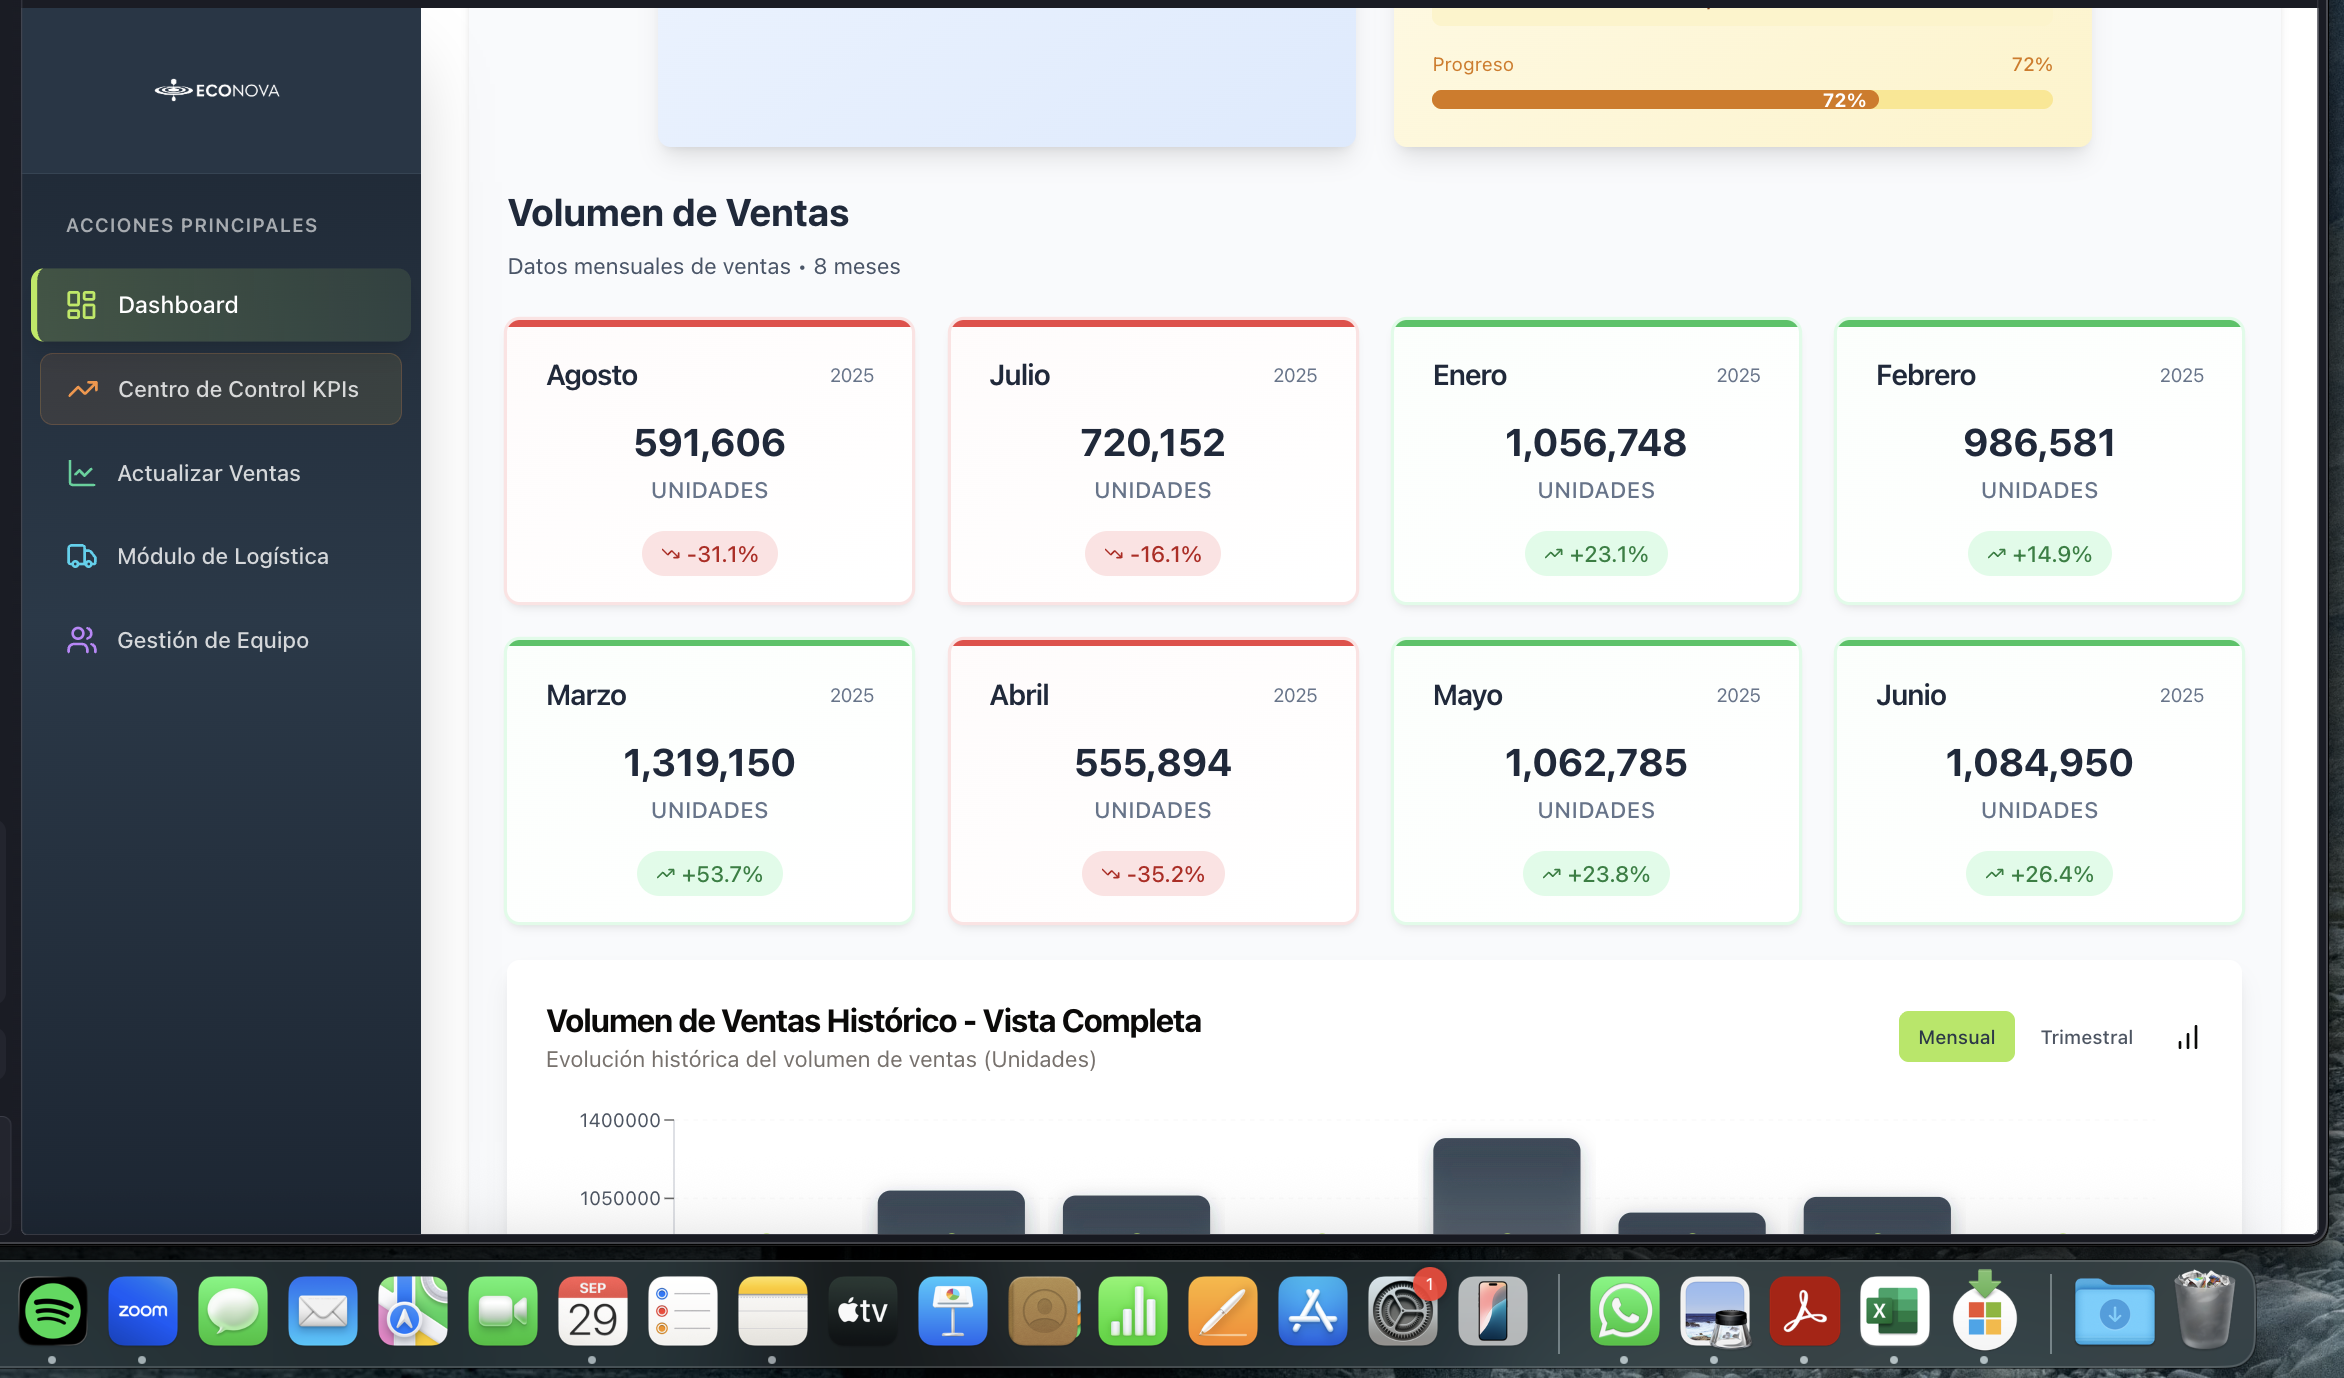 ECONOVA
ACCIONES PRINCIPALES
Dashboard
Centro de Control KPIs
Actualizar Ventas
Módulo de Logística
Gestión de Equipo
Progreso 72%
72%
Volumen de Ventas
Datos mensuales de ventas • 8 meses
Agosto 2025
591,606
UNIDADES
-31.1%
Julio 2025
720,152
UNIDADES
-16.1%
Enero 2025
1,056,748
UNIDADES
+23.1%
Febrero 2025
986,581
UNIDADES
+14.9%
Marzo 2025
1,319,150
UNIDADES
+53.7%
Abril 2025
555,894
UNIDADES
-35.2%
Mayo 2025
1,062,785
UNIDADES
+23.8%
Junio 2025
1,084,950
UNIDADES
+26.4%
Volumen de Ventas Histórico - Vista Completa
Evolución histórica del volumen de ventas (Unidades)
Mensual Trimestral
1400000
1050000
zoom
SEP
29
tv
1
X